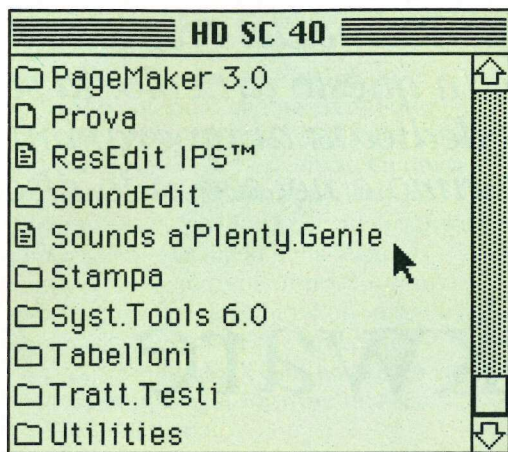 HD SC 40
PageMaker 3.0
Prova
ResEdit IPS™
SoundEdit
Sounds a'Plenty.Genie
Stampa
Syst.Tools 6.0
Tabelloni
Tratt.Testi
Utilities